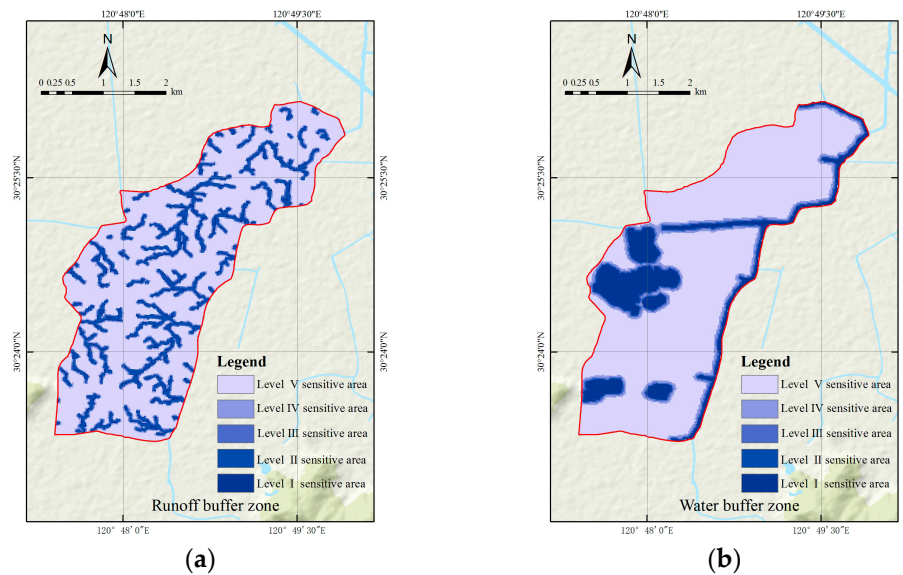 120° 48′ 0″E
120° 49′ 30″E
N
0 0.25 0.5 1 1.5 2
km
30° 25′ 30″N
30° 25′ 30″N
30° 24′ 0″N
30° 24′ 0″N
Legend
Level V sensitive area
Level IV sensitive area
Level III sensitive area
Level II sensitive area
Level I sensitive area
Runoff buffer zone
120° 48′ 0″E
120° 49′ 30″E
(a)
120° 48′ 0″E
120° 49′ 30″E
N
0 0.25 0.5 1 1.5 2
km
30° 25′ 30″N
30° 25′ 30″N
30° 24′ 0″N
30° 24′ 0″N
Legend
Level V sensitive area
Level IV sensitive area
Level III sensitive area
Level II sensitive area
Level I sensitive area
Water buffer zone
120° 48′ 0″E
120° 49′ 30″E
(b)